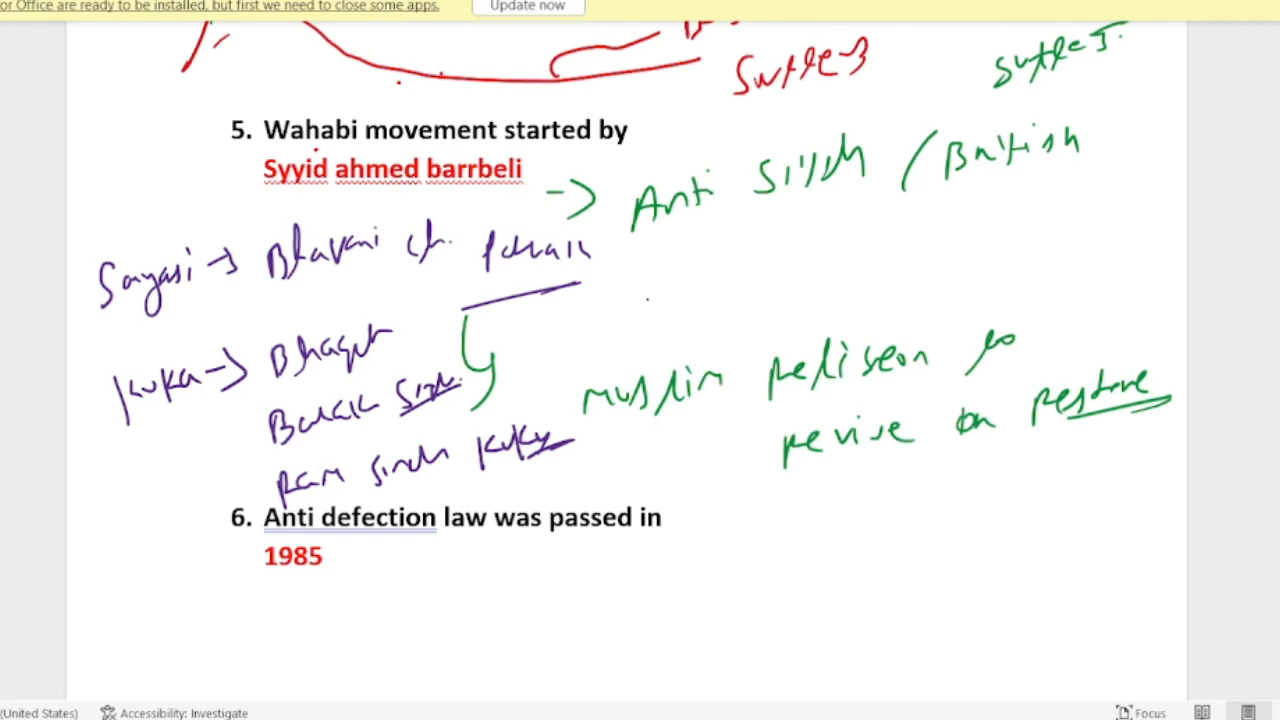 or Office are ready to be installed, but first we need to close some apps. Update now
Sutlej
Sutlej
5. Wahabi movement started by
Syyid ahmed barrbeli
-> Anti Sikh / British
Sanyasi -> Bhavani ch. Pathak
Kuka -> Bhagat
Balak Singh
Ram Singh Kuka
Muslim religion
revive or restore
6. Anti defection law was passed in
1985
(United States) Accessibility: Investigate Focus